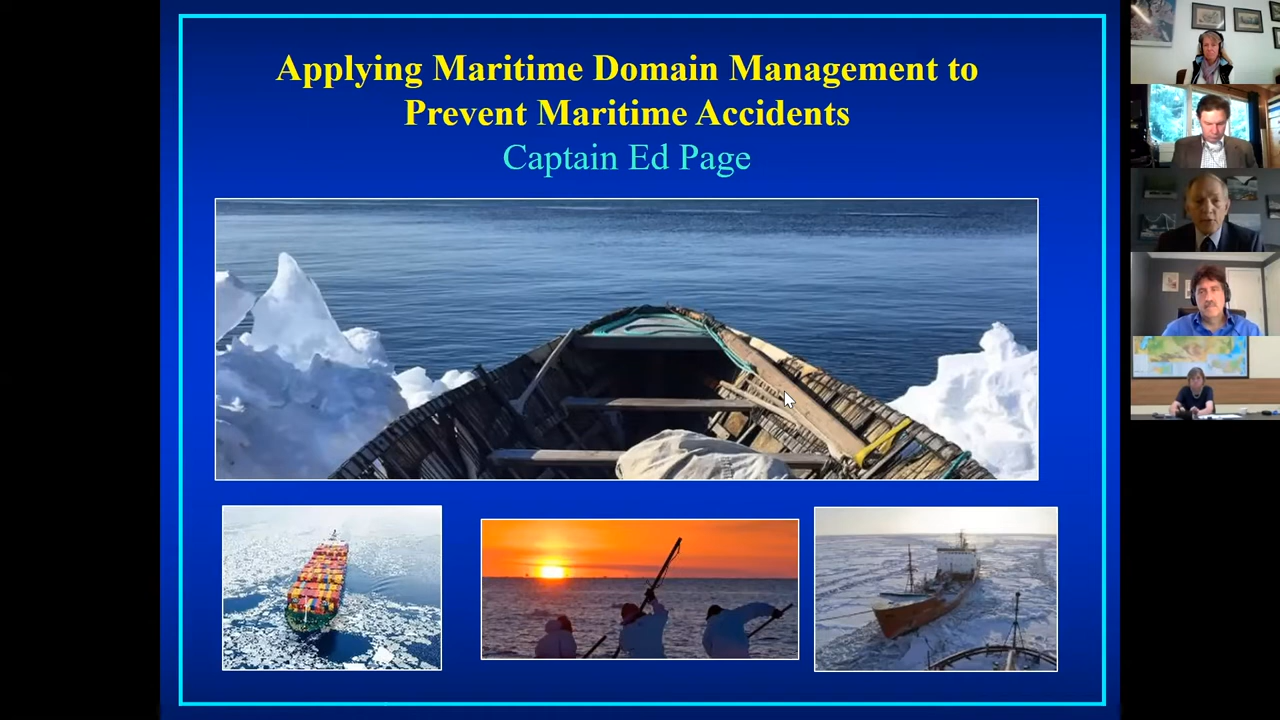 Applying Maritime Domain Management to
Prevent Maritime Accidents
Captain Ed Page